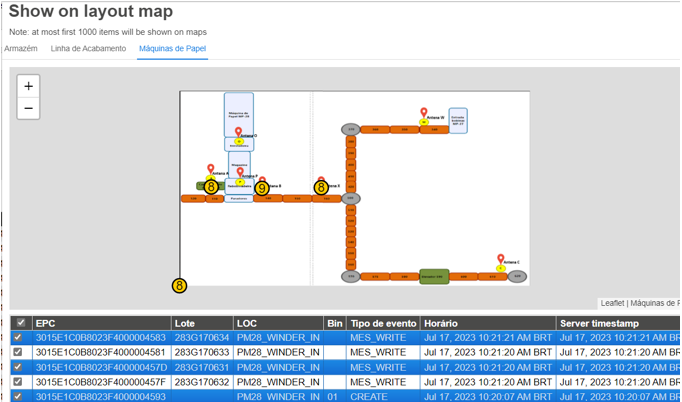 Show on layout map
Note: at most first 1000 items will be shown on maps
Armazém Linha de Acabamento Máquinas de Papel
+
−
Antena W
Antena O
Antena A
Antena P
8
9
Antena B
8
Antena C
8
Leaflet | Máquinas de P
EPC Lote LOC Bin Tipo de evento Horário Server timestamp
3015E1C0B8023F4000004583 283G170634 PM28_WINDER_IN MES_WRITE Jul 17, 2023 10:21:21 AM BRT Jul 17, 2023 10:21:21 AM BR
3015E1C0B8023F4000004581 283G170633 PM28_WINDER_IN MES_WRITE Jul 17, 2023 10:21:20 AM BRT Jul 17, 2023 10:21:20 AM BR
3015E1C0B8023F400000457D 283G170631 PM28_WINDER_IN MES_WRITE Jul 17, 2023 10:21:20 AM BRT Jul 17, 2023 10:21:20 AM BR
3015E1C0B8023F400000457F 283G170632 PM28_WINDER_IN MES_WRITE Jul 17, 2023 10:21:20 AM BRT Jul 17, 2023 10:21:20 AM BR
3015E1C0B8023F4000004593 PM28_WINDER_IN 01 CREATE Jul 17, 2023 10:20:07 AM BRT Jul 17, 2023 10:20:07 AM BR